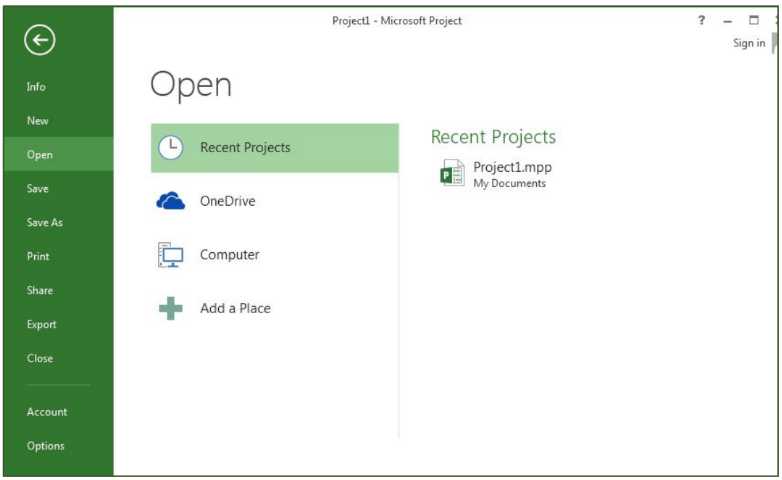 Project1 - Microsoft Project
?
Sign in
Info
New
Open
Save
Save As
Print
Share
Export
Close
Account
Options
Open
Recent Projects
OneDrive
Computer
Add a Place
Recent Projects
Project1.mpp
My Documents